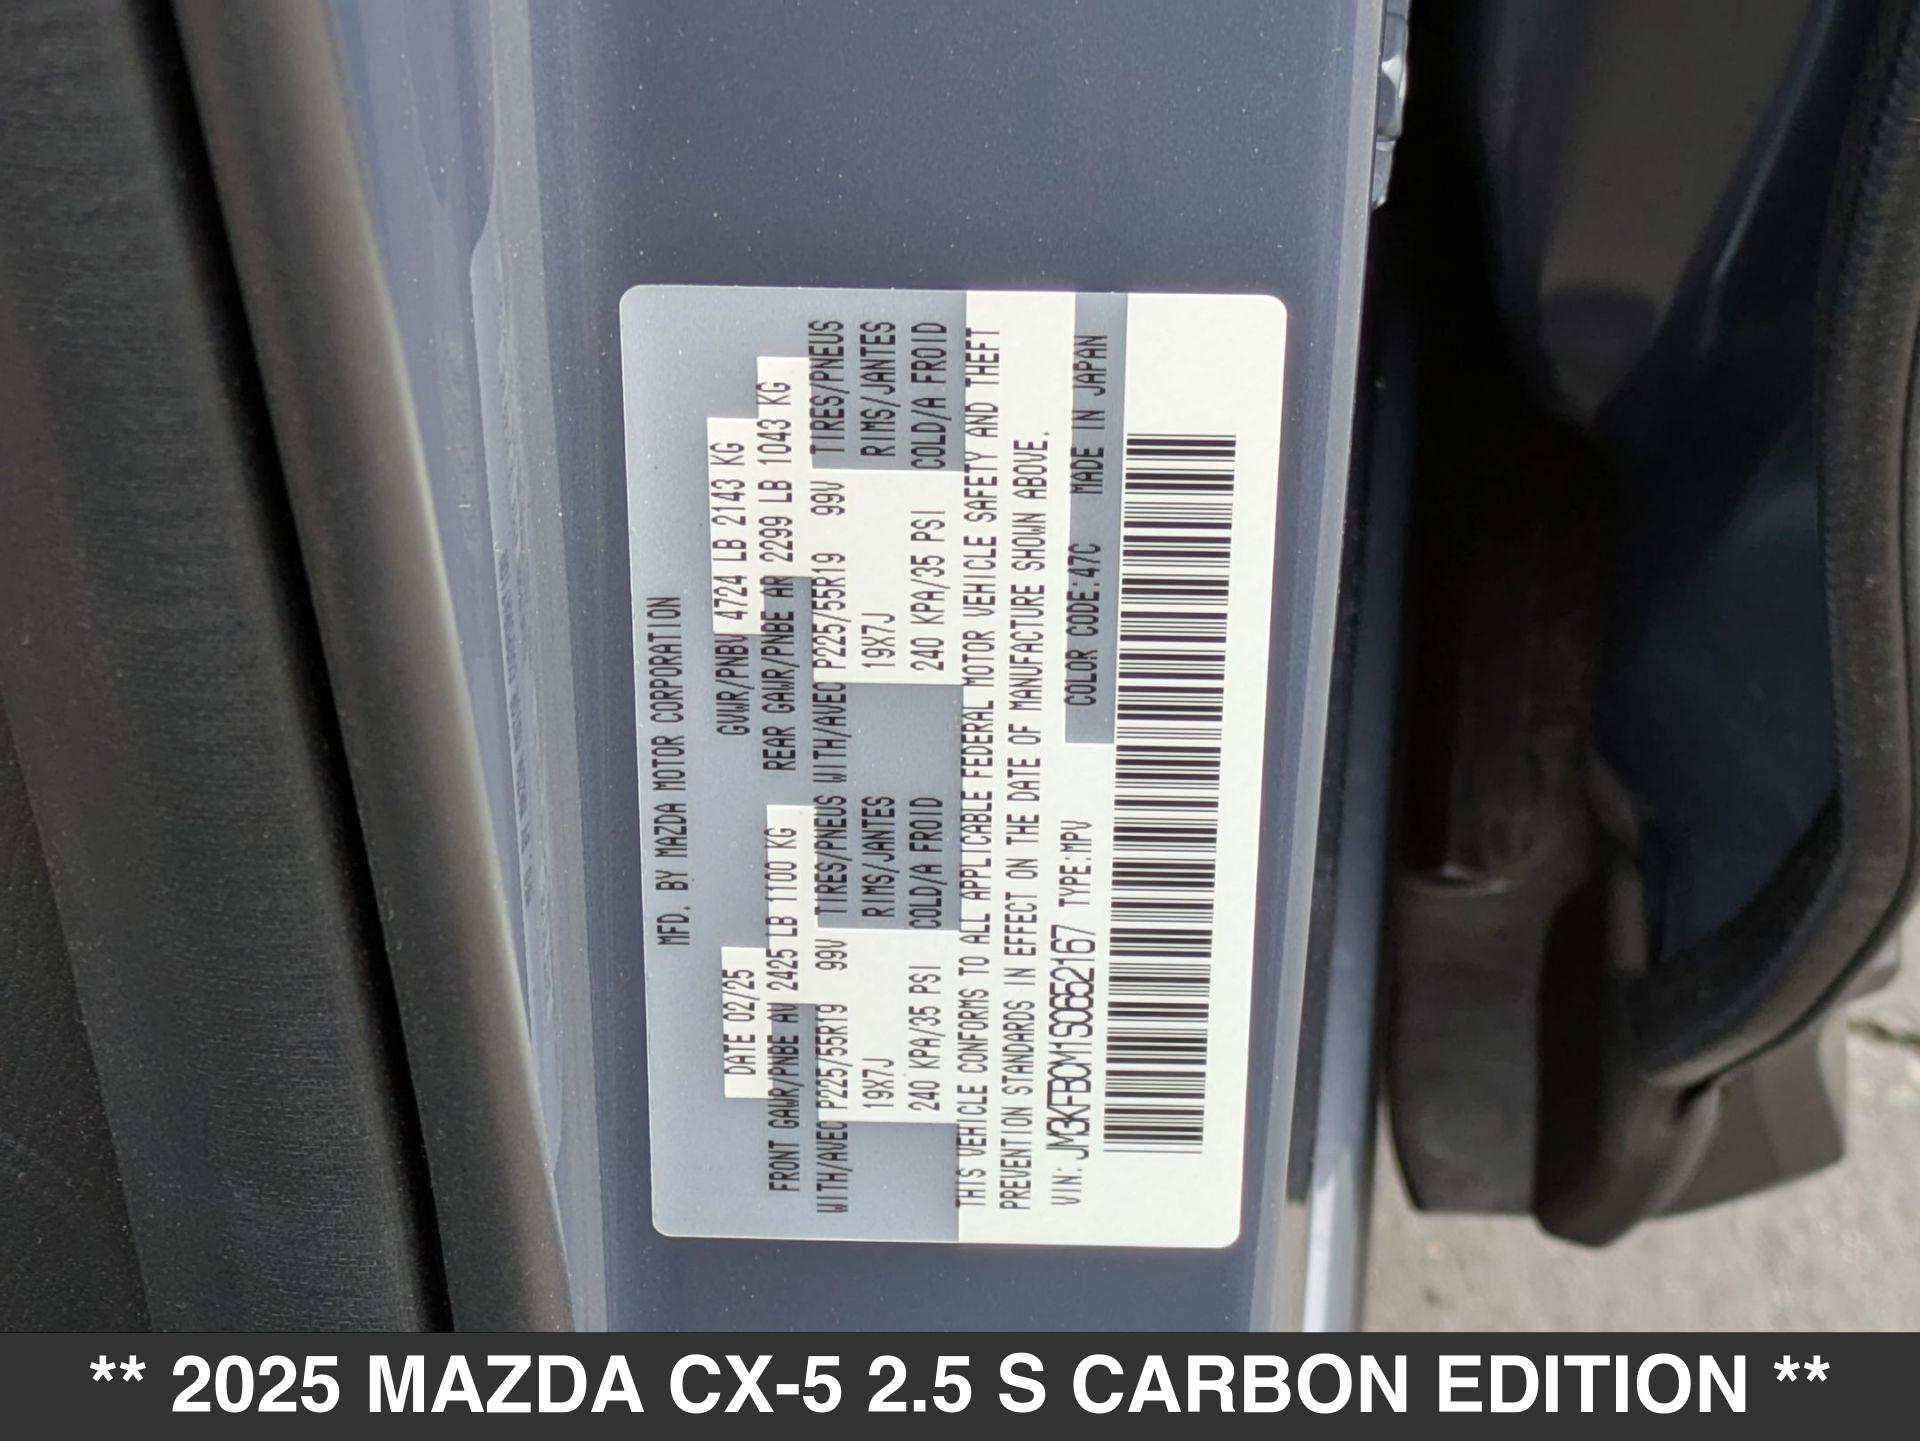 MFD. BY MAZDA MOTOR CORPORATION
DATE 02/25 GVWR/PNBV 4724 LB 2143 KG
FRONT GAWR/PNBE AV 2425 LB 1100 KG REAR GAWR/PNBE AR 2299 LB 1043 KG
WITH/AVEC P225/55R19 99V TIRES/PNEUS WITH/AVEC P225/55R19 99V TIRES/PNEUS
19X7J RIMS/JANTES 19X7J RIMS/JANTES
240 KPA/35 PSI COLD/A FROID 240 KPA/35 PSI COLD/A FROID
THIS VEHICLE CONFORMS TO ALL APPLICABLE FEDERAL MOTOR VEHICLE SAFETY AND THEFT
PREVENTION STANDARDS IN EFFECT ON THE DATE OF MANUFACTURE SHOWN ABOVE.
VIN: JM3KFBCM1S0652167 TYPE:MPV COLOR CODE:47C MADE IN JAPAN
** 2025 MAZDA CX-5 2.5 S CARBON EDITION **